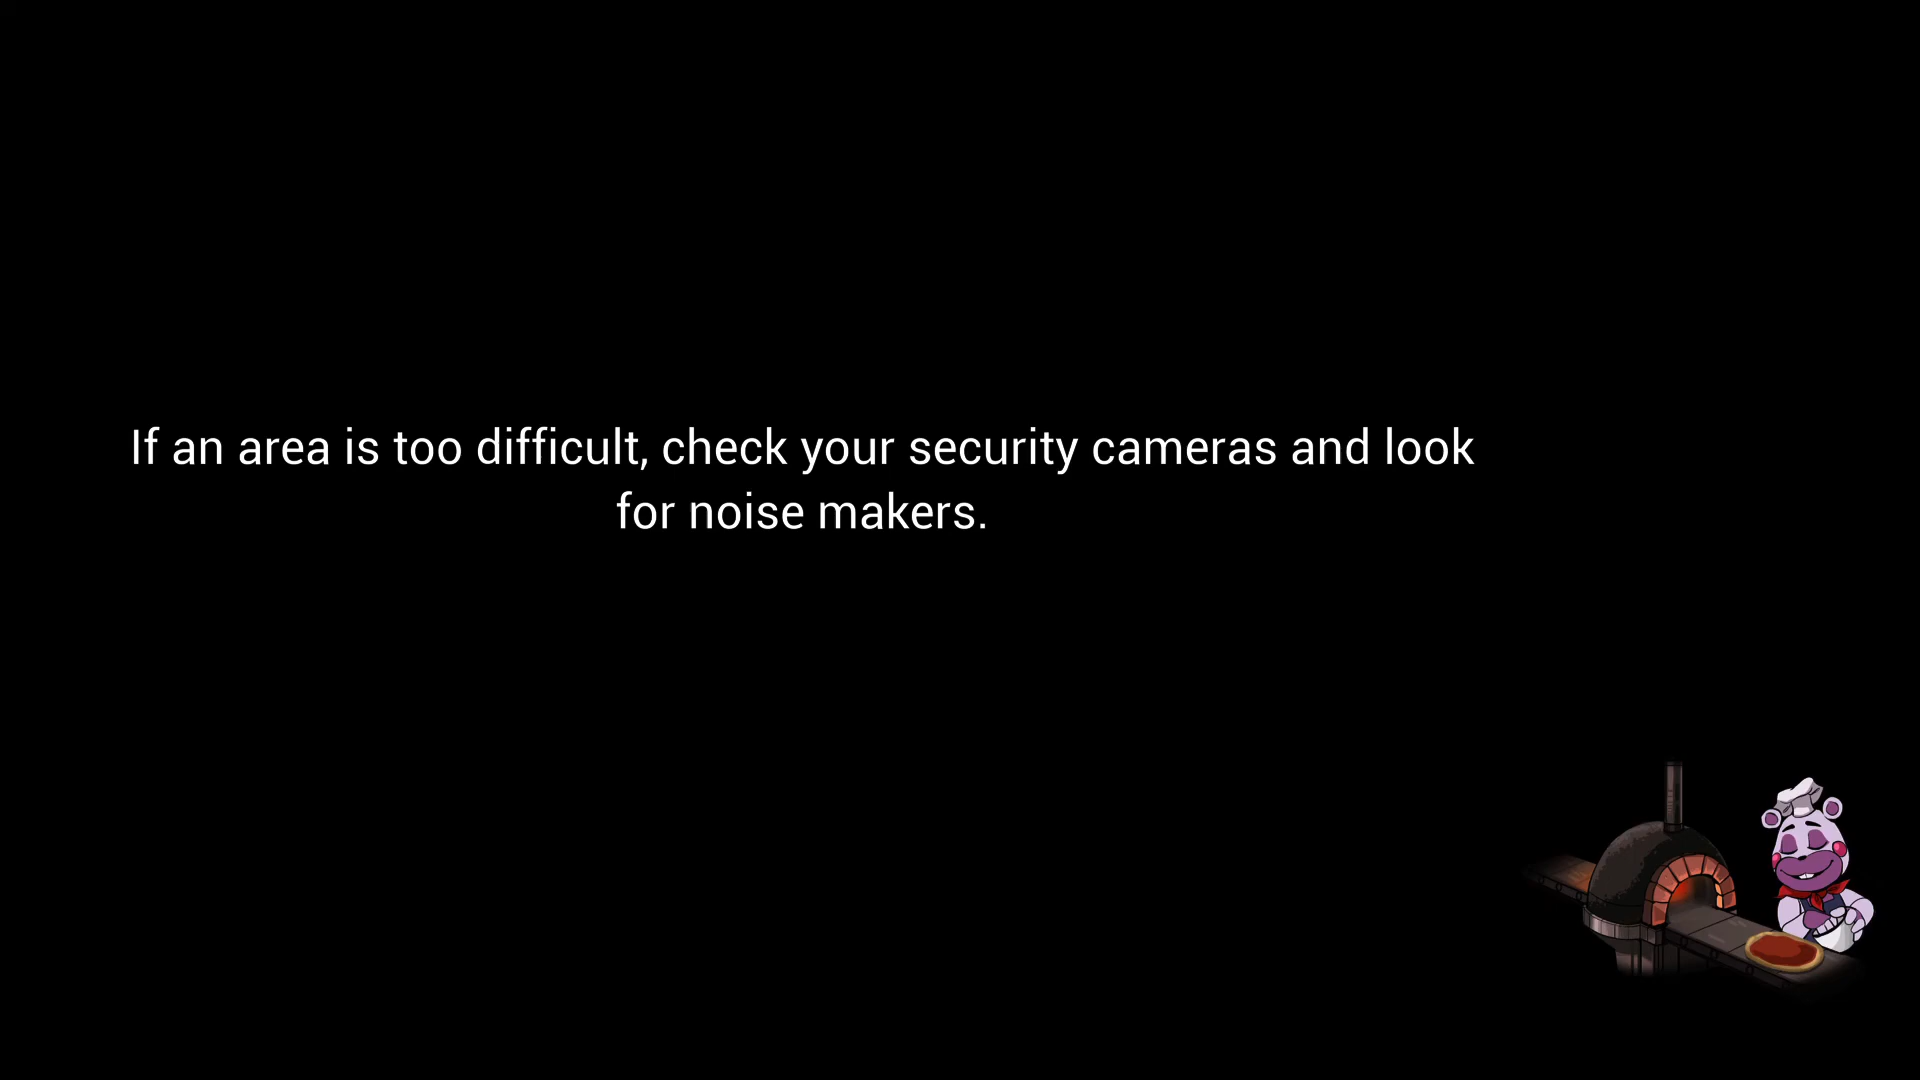 If an area is too difficult, check your security cameras and look
for noise makers.